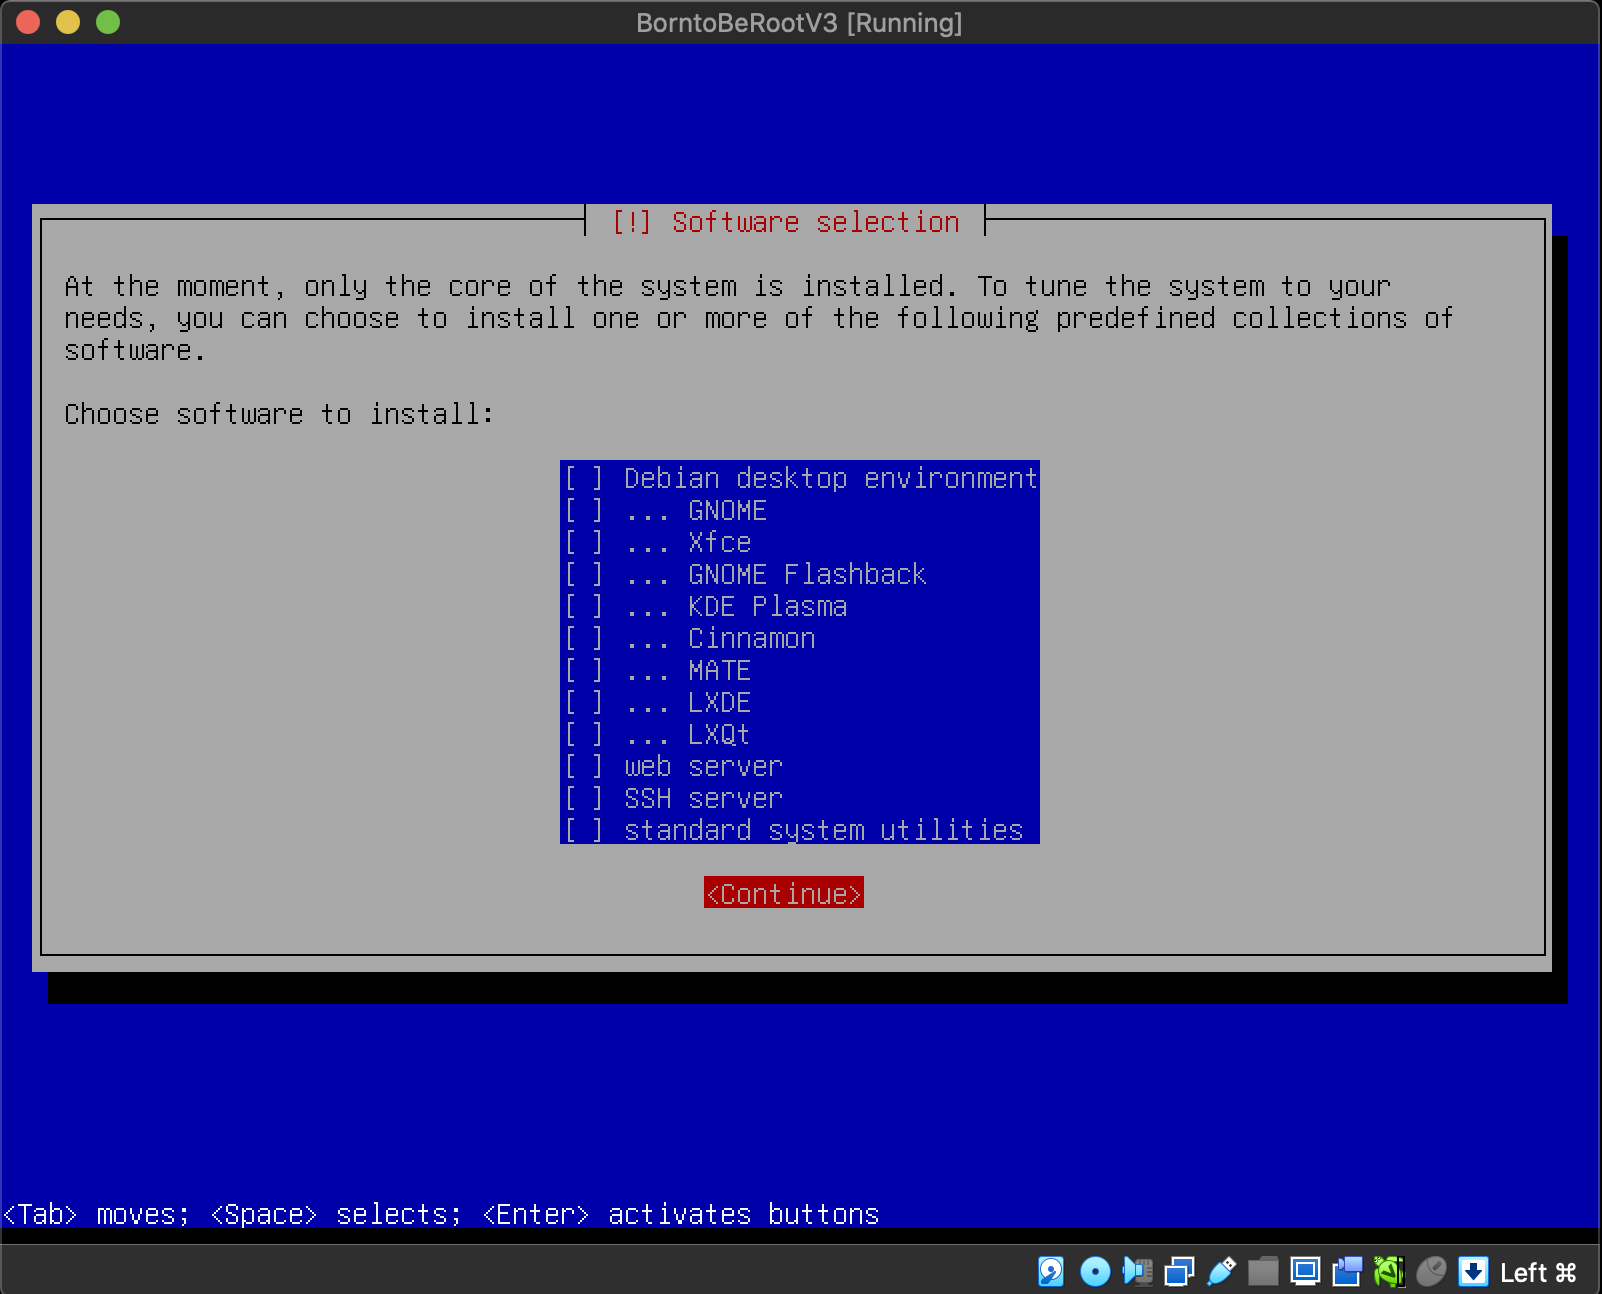 BorntoBeRootV3 [Running]
[!] Software selection
At the moment, only the core of the system is installed. To tune the system to your
needs, you can choose to install one or more of the following predefined collections of
software.
Choose software to install:
[ ] Debian desktop environment
[ ] ... GNOME
[ ] ... Xfce
[ ] ... GNOME Flashback
[ ] ... KDE Plasma
[ ] ... Cinnamon
[ ] ... MATE
[ ] ... LXDE
[ ] ... LXQt
[ ] web server
[ ] SSH server
[ ] standard system utilities
<Continue>
<Tab> moves; <Space> selects; <Enter> activates buttons
Left ⌘